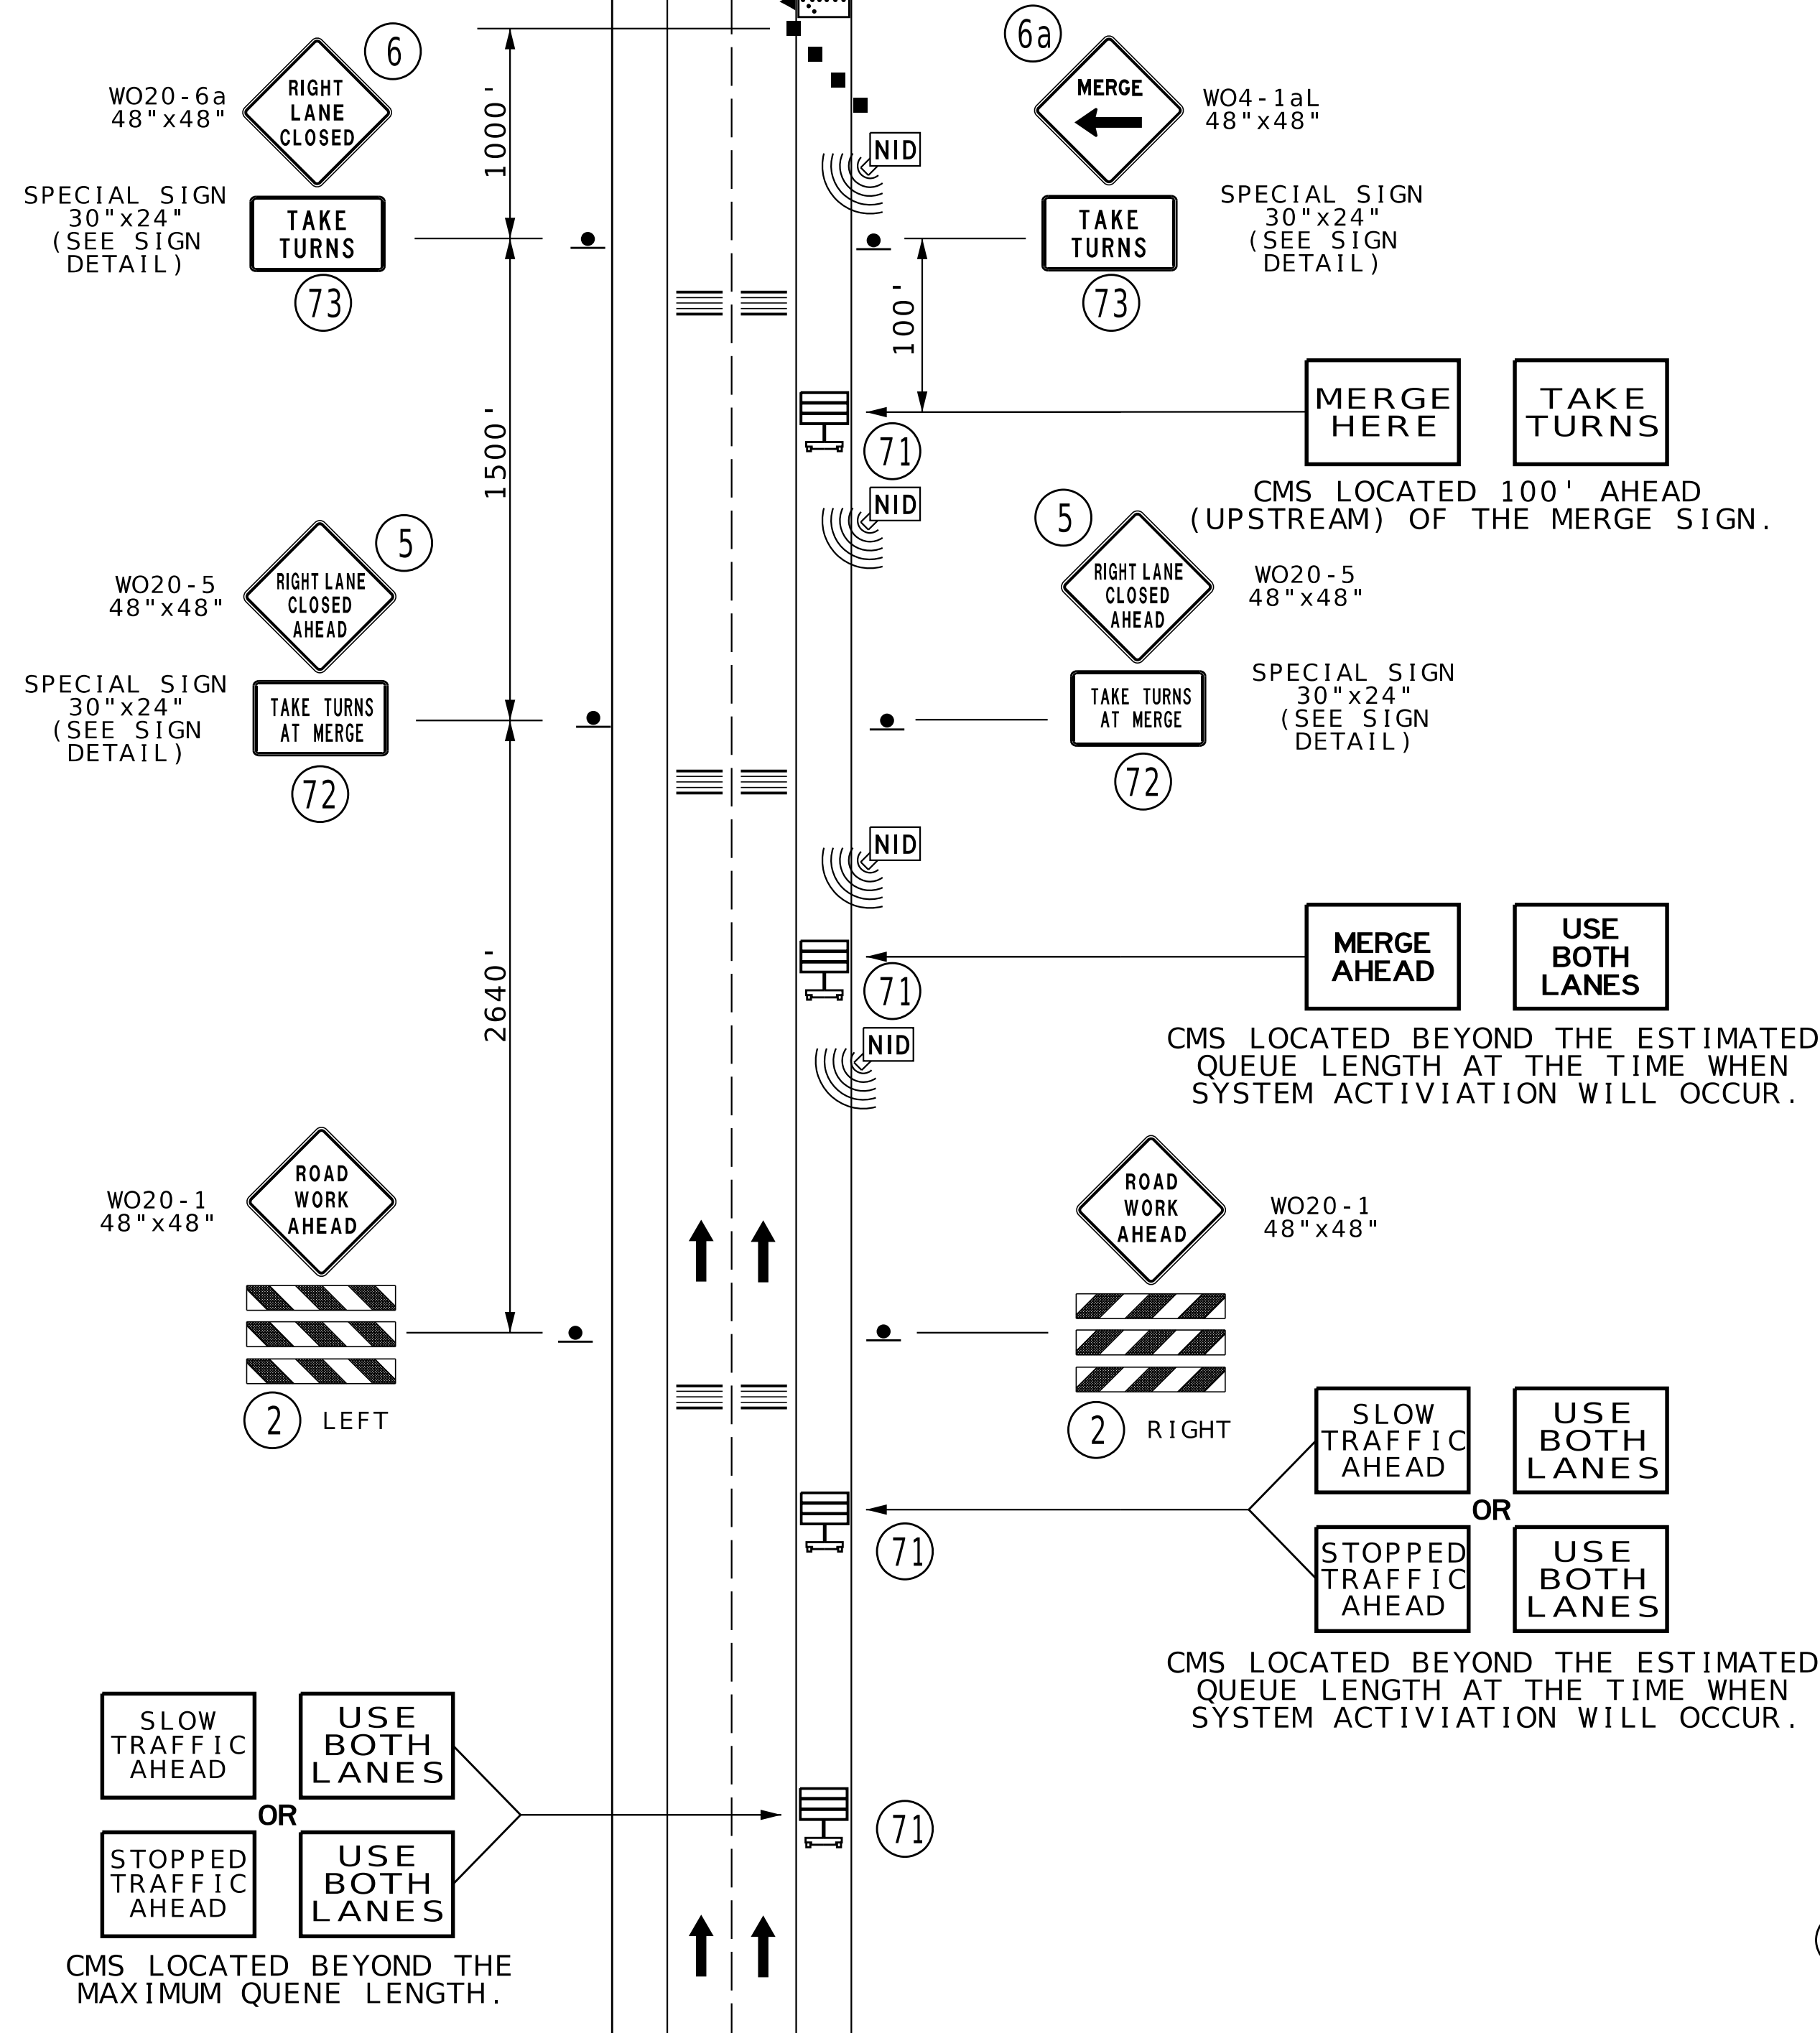 6
RIGHT
LANE
CLOSED
WO20-6a
48"x48"
SPECIAL SIGN
30"x24"
(SEE SIGN
DETAIL)
TAKE
TURNS
73
1000'
6a
MERGE
WO4-1aL
48"x48"
NID
SPECIAL SIGN
30"x24"
(SEE SIGN
DETAIL)
TAKE
TURNS
73
100'
1500'
MERGE
HERE
TAKE
TURNS
71
CMS LOCATED 100' AHEAD
(UPSTREAM) OF THE MERGE SIGN.
NID
5
RIGHT LANE
CLOSED
AHEAD
WO20-5
48"x48"
SPECIAL SIGN
30"x24"
(SEE SIGN
DETAIL)
TAKE TURNS
AT MERGE
72
5
RIGHT LANE
CLOSED
AHEAD
WO20-5
48"x48"
SPECIAL SIGN
30"x24"
(SEE SIGN
DETAIL)
TAKE TURNS
AT MERGE
72
NID
2640'
MERGE
AHEAD
USE
BOTH
LANES
71
CMS LOCATED BEYOND THE ESTIMATED
QUEUE LENGTH AT THE TIME WHEN
SYSTEM ACTIVIATION WILL OCCUR.
NID
ROAD
WORK
AHEAD
WO20-1
48"x48"
2 LEFT
ROAD
WORK
AHEAD
WO20-1
48"x48"
2 RIGHT
SLOW
TRAFFIC
AHEAD
USE
BOTH
LANES
OR
STOPPED
TRAFFIC
AHEAD
USE
BOTH
LANES
71
CMS LOCATED BEYOND THE ESTIMATED
QUEUE LENGTH AT THE TIME WHEN
SYSTEM ACTIVIATION WILL OCCUR.
SLOW
TRAFFIC
AHEAD
USE
BOTH
LANES
OR
STOPPED
TRAFFIC
AHEAD
USE
BOTH
LANES
71
CMS LOCATED BEYOND THE
MAXIMUM QUENE LENGTH.